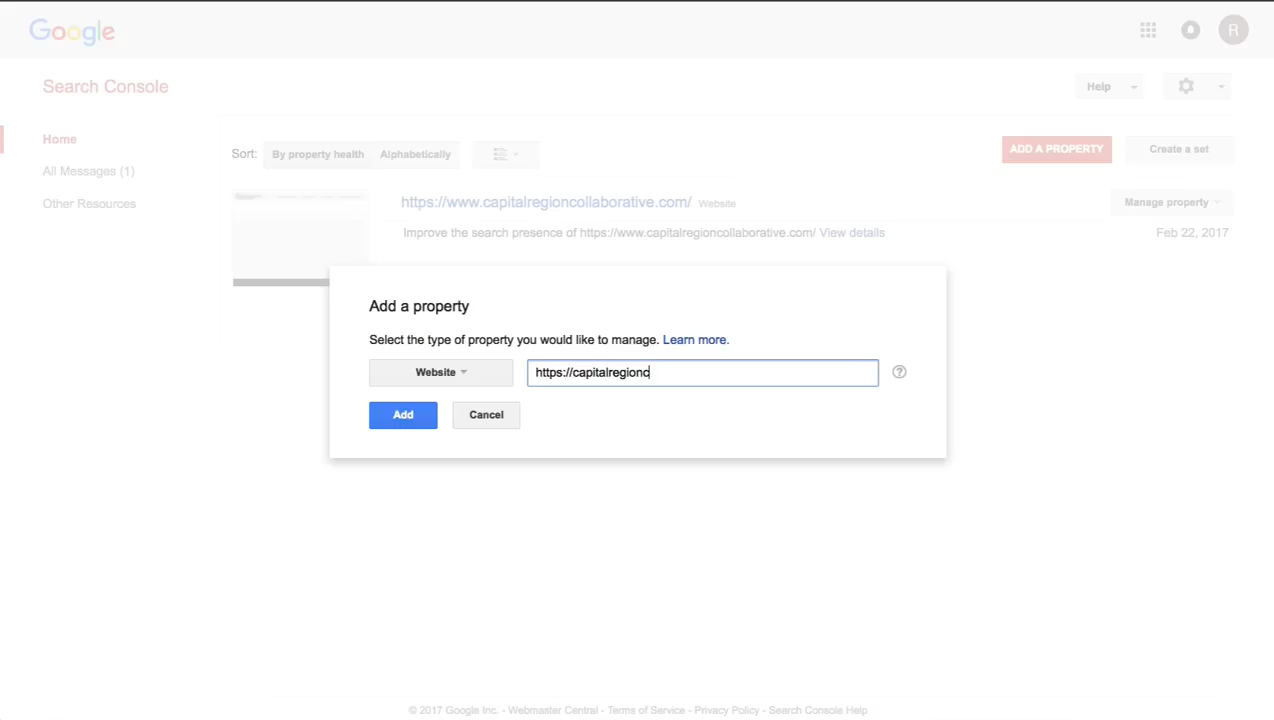 Google
R
Search Console
Help
Home
All Messages (1)
Other Resources
Sort: By property health Alphabetically
ADD A PROPERTY
Create a set
https://www.capitalregioncollaborative.com/ Website
Manage property
Improve the search presence of https://www.capitalregioncollaborative.com/ View details
Feb 22, 2017
Add a property
Select the type of property you would like to manage. Learn more.
Website
https://capitalregionc
?
Add
Cancel
© 2017 Google Inc. - Webmaster Central - Terms of Service - Privacy Policy - Search Console Help